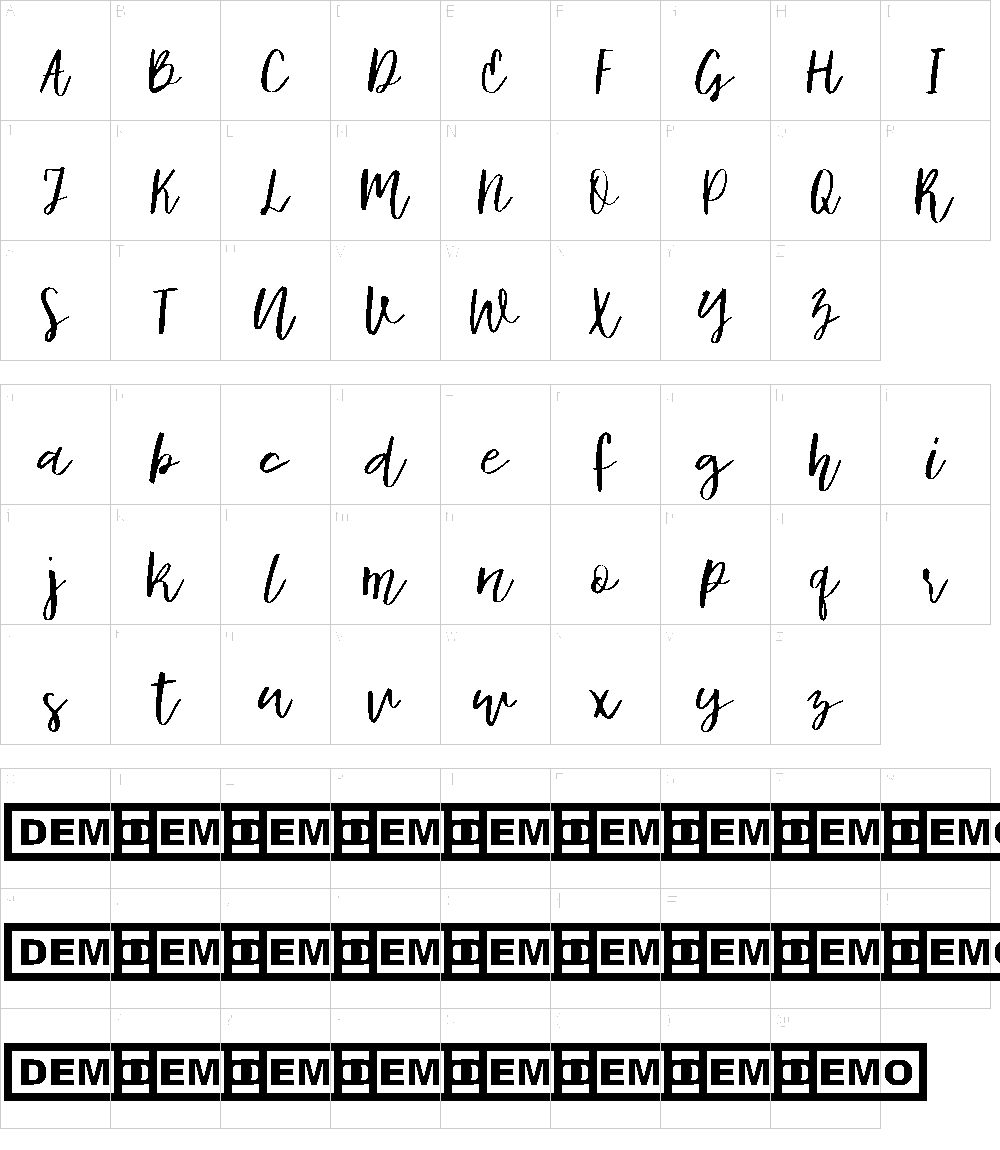 A B C D E F G H I
J K L M N O P Q R
S T U V W X Y Z
a b c d e f g h i
j k l m n o p q r
s t u v w x y z
DEMO DEMO DEMO DEMO DEMO DEMO DEMO DEMO DEMO
DEMO DEMO DEMO DEMO DEMO DEMO DEMO DEMO DEMO
DEMO DEMO DEMO DEMO DEMO DEMO DEMO DEMO